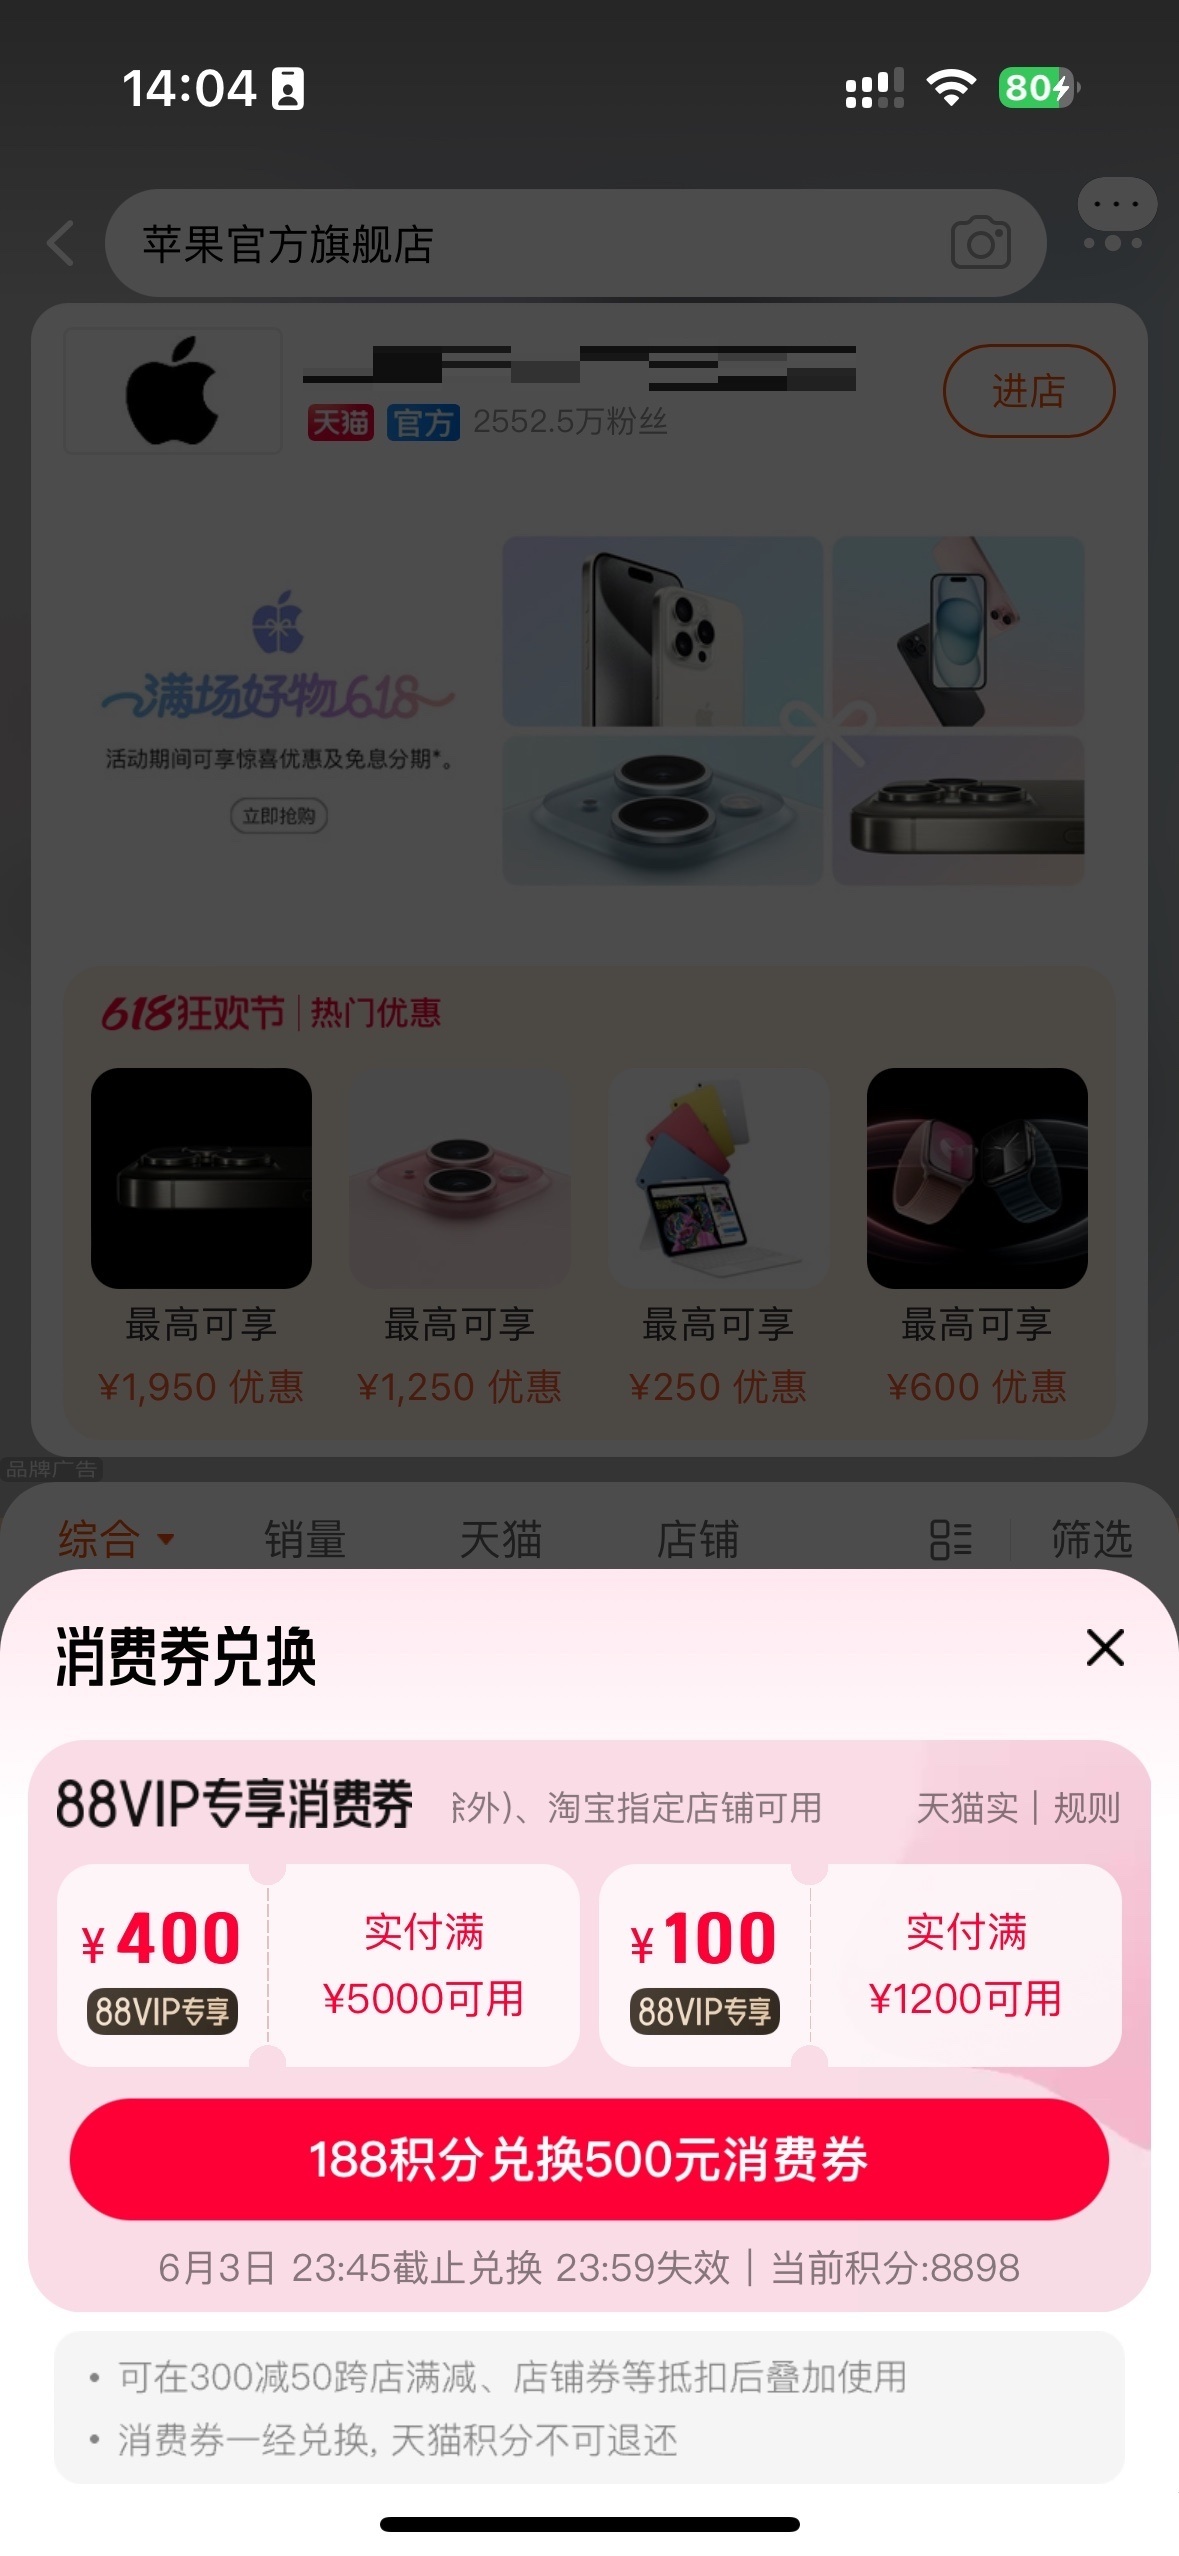 14:04
80
苹果官方旗舰店
天猫 官方 2552.5万粉丝
进店
满场好物618
活动期间可享惊喜优惠及免息分期*。
立即抢购
618狂欢节 | 热门优惠
最高可享 最高可享 最高可享 最高可享
¥1,950 优惠 ¥1,250 优惠 ¥250 优惠 ¥600 优惠
品牌广告
综合 销量 天猫 店铺 筛选
消费券兑换
88VIP专享消费券 外)、淘宝指定店铺可用 天猫实 | 规则
¥400 实付满
88VIP专享 ¥5000可用
¥100 实付满
88VIP专享 ¥1200可用
188积分兑换500元消费券
6月3日 23:45截止兑换 23:59失效 | 当前积分:8898
• 可在300减50跨店满减、店铺券等抵扣后叠加使用
• 消费券一经兑换, 天猫积分不可退还